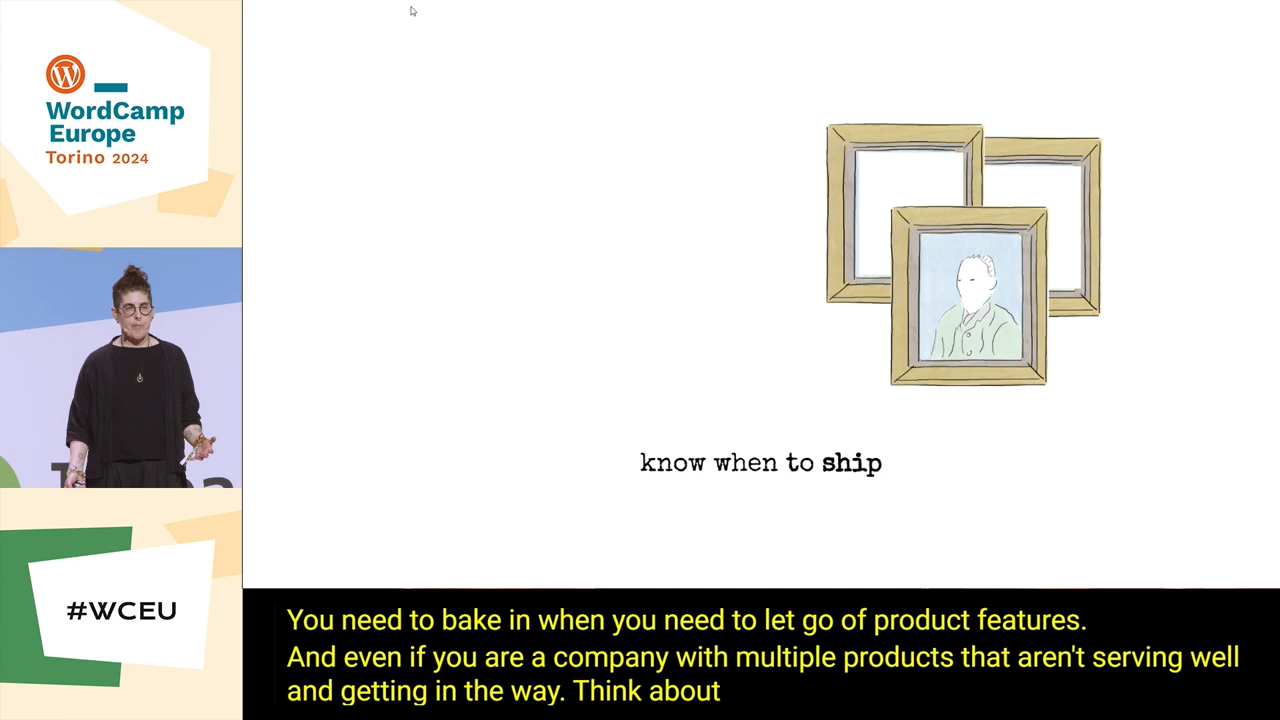 WordCamp
Europe
Torino 2024
know when to ship
#WCEU
You need to bake in when you need to let go of product features.
And even if you are a company with multiple products that aren't serving well
and getting in the way. Think about